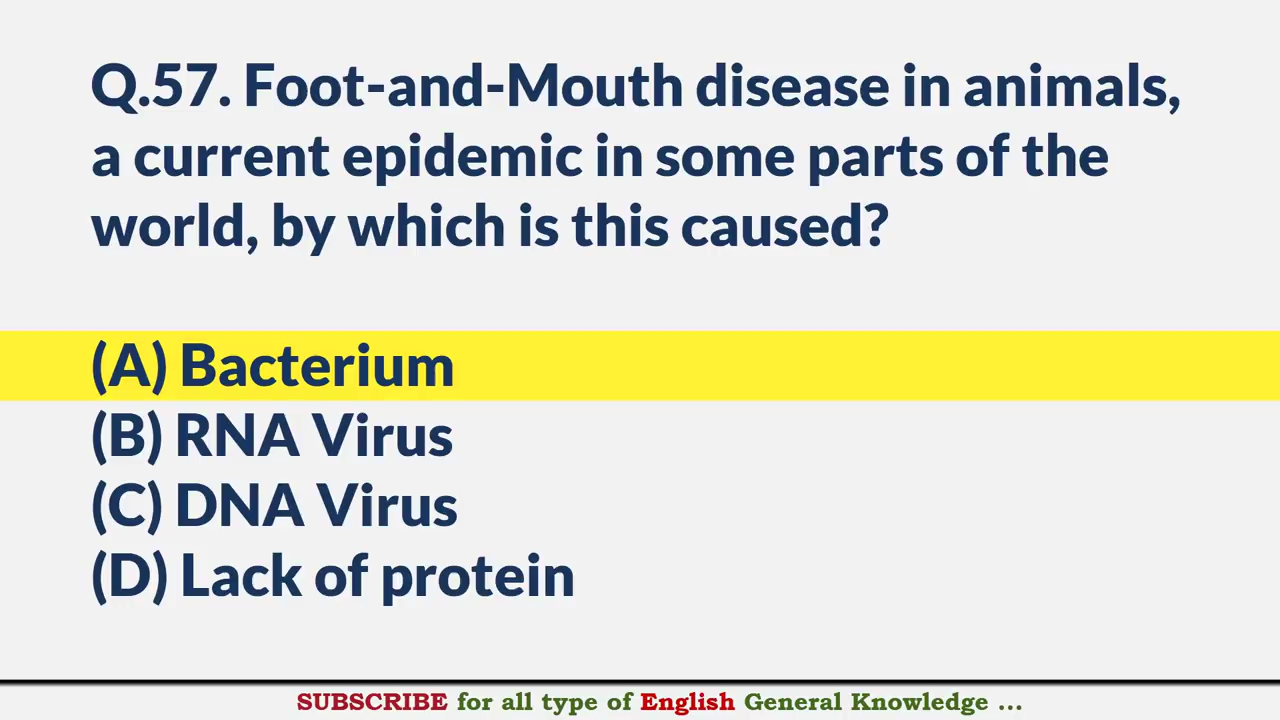 Q.57. Foot-and-Mouth disease in animals,
a current epidemic in some parts of the
world, by which is this caused?
(A) Bacterium
(B) RNA Virus
(C) DNA Virus
(D) Lack of protein
SUBSCRIBE for all type of English General Knowledge ...